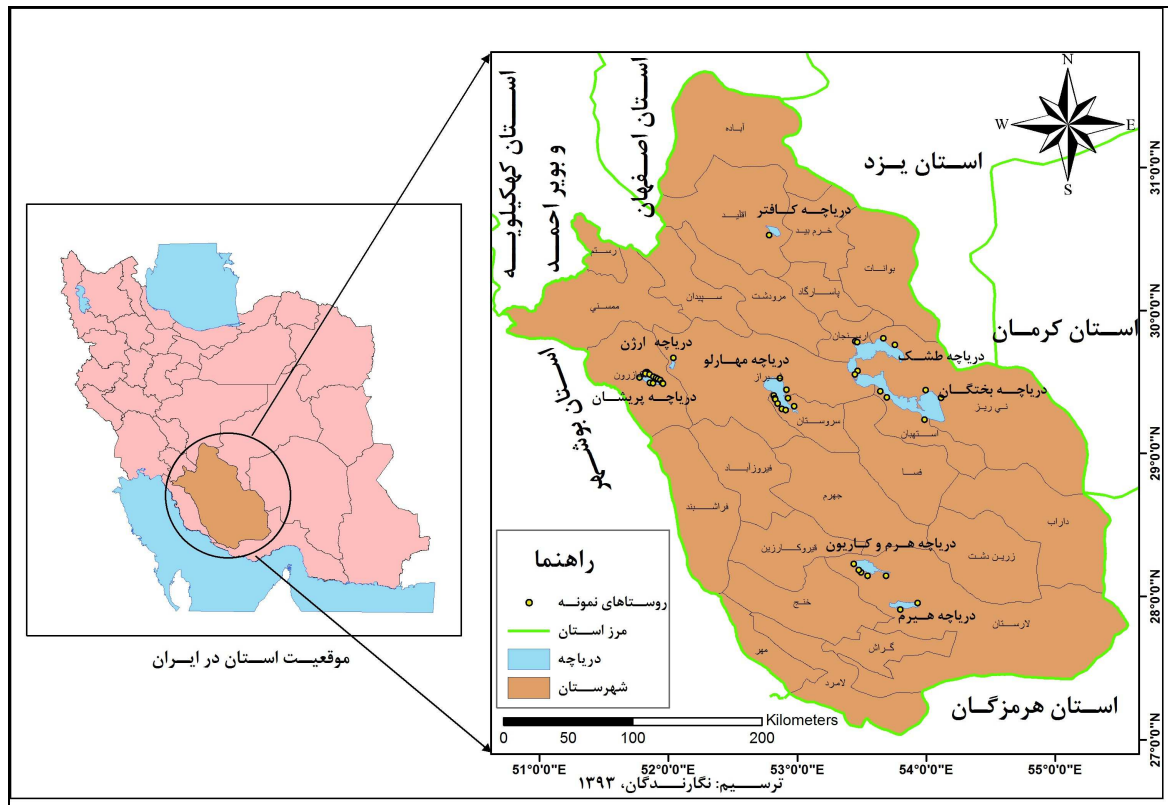 موقعیت استان در ایران
استان کهکیلویه
و بویر احمد
استان اصفهان
استان یزد
استان کرمان
استان بوشهر
استان هرمزگان
N
W
E
S
آباده
دریاچه کافتر
اقلید
خرم بید
بوانات
رستم
ممسني
سپیدان
مرودشت
پاسارگاد
ارسنجان
دریاچه ارژن
دریاچه مهارلو
دریاچه طشک
کازرون
شیراز
دریاچه پریشان
دریاچه بختگان
ني ریز
سروستان
استهبان
فیروزآباد
فسا
جهرم
فراشبند
داراب
دریاچه هرم و کاریون
قیروکارزین
زرین دشت
خنج
دریاچه هیرم
لارستان
گراش
مهر
لامرد
راهنما
روستاهای نمونه
مرز استان
دریاچه
شهرستان
Kilometers
0 50 100 200
31°0'0"N
30°0'0"N
29°0'0"N
28°0'0"N
27°0'0"N
51°0'0"E 52°0'0"E 53°0'0"E 54°0'0"E 55°0'0"E
ترسیم: نگارندگان، ۱۳۹۳